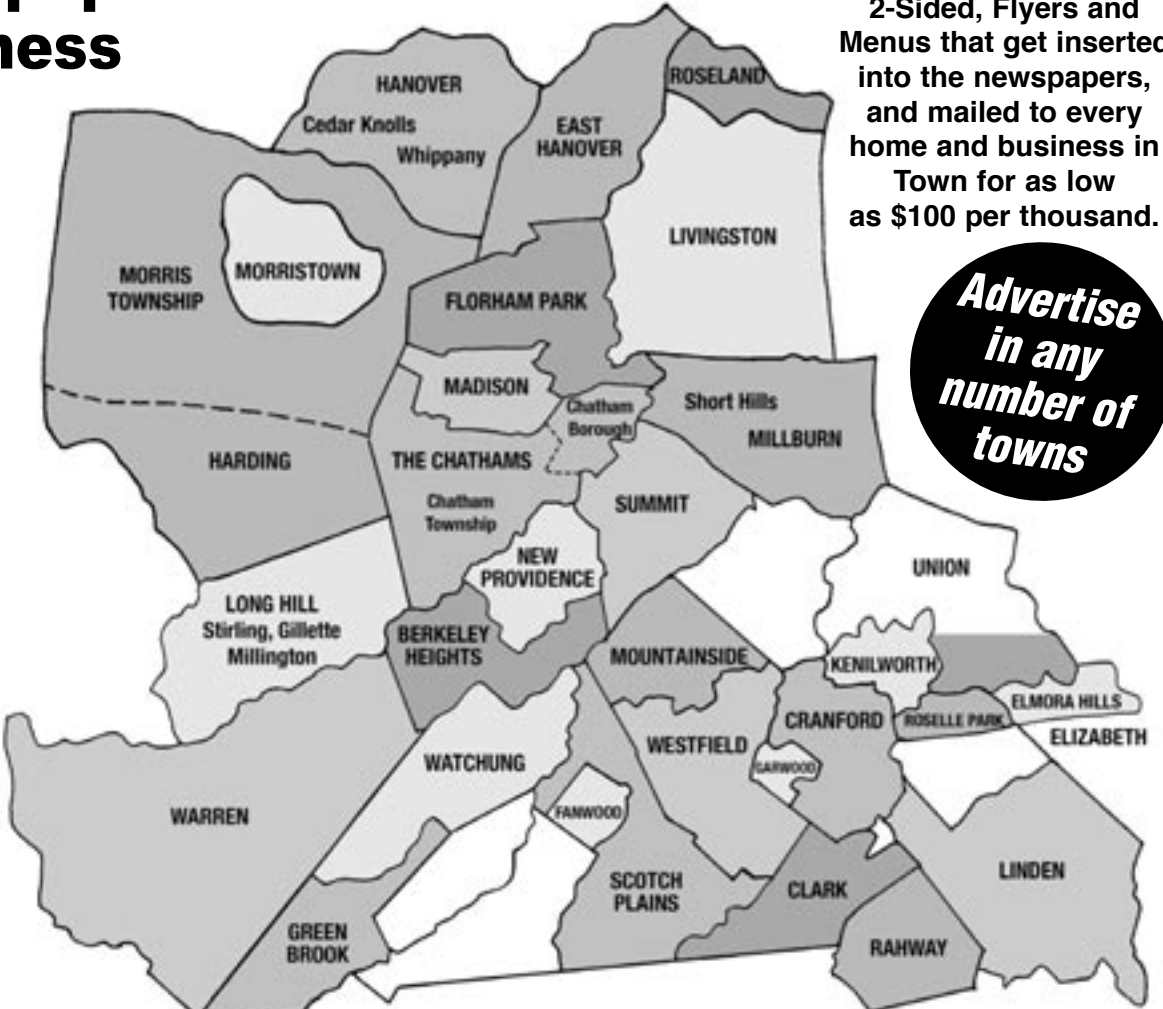 ness
2-Sided, Flyers and
Menus that get inserted
into the newspapers,
and mailed to every
home and business in
Town for as low
as $100 per thousand.
Advertise
in any
number of
towns
HANOVER
Cedar Knolls
Whippany
EAST
HANOVER
ROSELAND
LIVINGSTON
MORRIS
TOWNSHIP
MORRISTOWN
FLORHAM PARK
MADISON
Chatham
Borough
Short Hills
MILLBURN
HARDING
THE CHATHAMS
Chatham
Township
SUMMIT
NEW
PROVIDENCE
UNION
LONG HILL
Stirling, Gillette
Millington
BERKELEY
HEIGHTS
MOUNTAINSIDE
KENILWORTH
ELMORA HILLS
CRANFORD
ROSELLE PARK
ELIZABETH
WESTFIELD
WATCHUNG
GARWOOD
WARREN
FANWOOD
SCOTCH
PLAINS
CLARK
LINDEN
GREEN
BROOK
RAHWAY